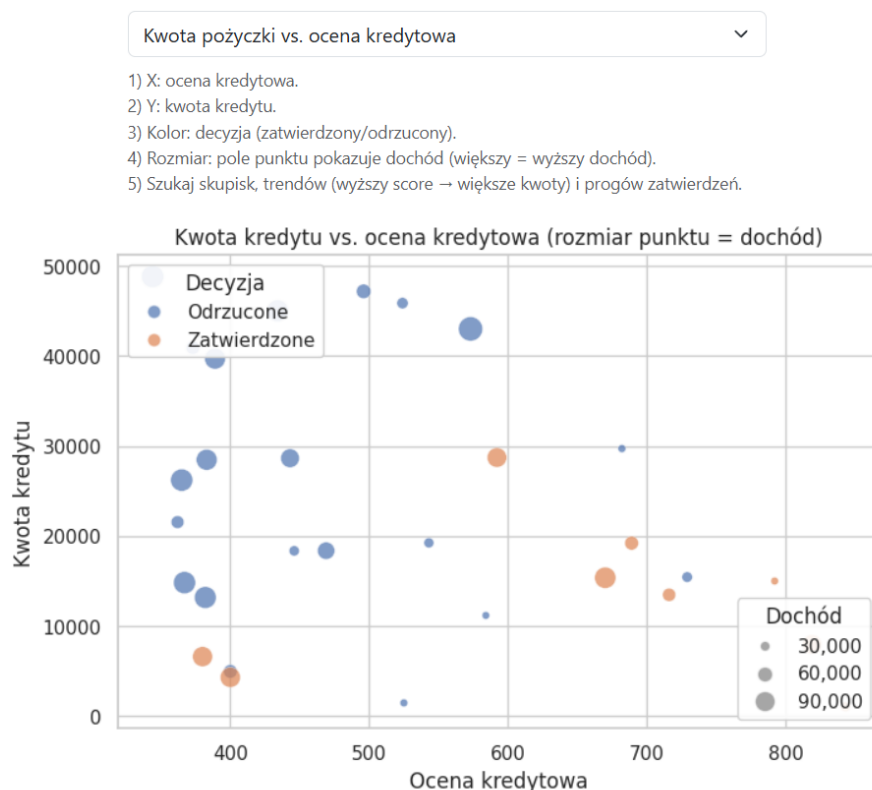 Kwota pożyczki vs. ocena kredytowa
1) X: ocena kredytowa.
2) Y: kwota kredytu.
3) Kolor: decyzja (zatwierdzony/odrzucony).
4) Rozmiar: pole punktu pokazuje dochód (większy = wyższy dochód).
5) Szukaj skupisk, trendów (wyższy score → większe kwoty) i progów zatwierdzeń.
Kwota kredytu vs. ocena kredytowa (rozmiar punktu = dochód)
50000
40000
30000
20000
10000
0
Kwota kredytu
Decyzja
Odrzucone
Zatwierdzone
Dochód
30,000
60,000
90,000
400
500
600
700
800
Ocena kredytowa